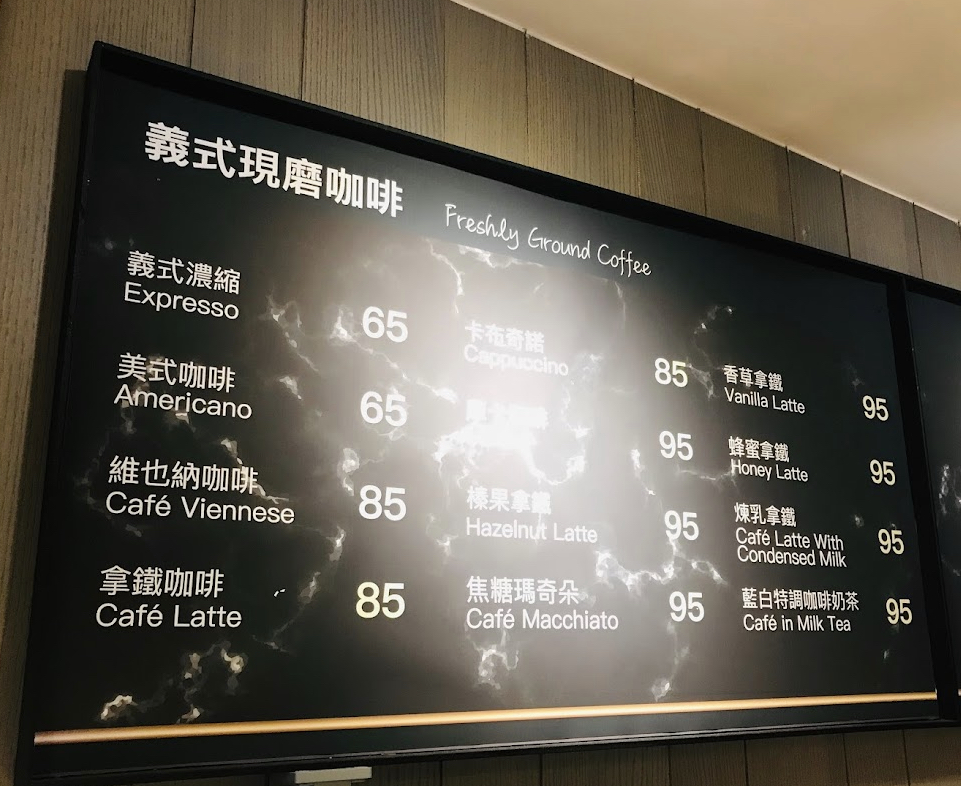 義式現磨咖啡
Freshly Ground Coffee
義式濃縮
Expresso
65
美式咖啡
Americano
65
維也納咖啡
Café Viennese
85
拿鐵咖啡
Café Latte
85
卡布奇諾
Cappuccino
85
95
榛果拿鐵
Hazelnut Latte
95
焦糖瑪奇朵
Café Macchiato
95
香草拿鐵
Vanilla Latte
95
蜂蜜拿鐵
Honey Latte
95
煉乳拿鐵
Café Latte With
Condensed Milk
95
藍白特調咖啡奶茶
Café in Milk Tea
95